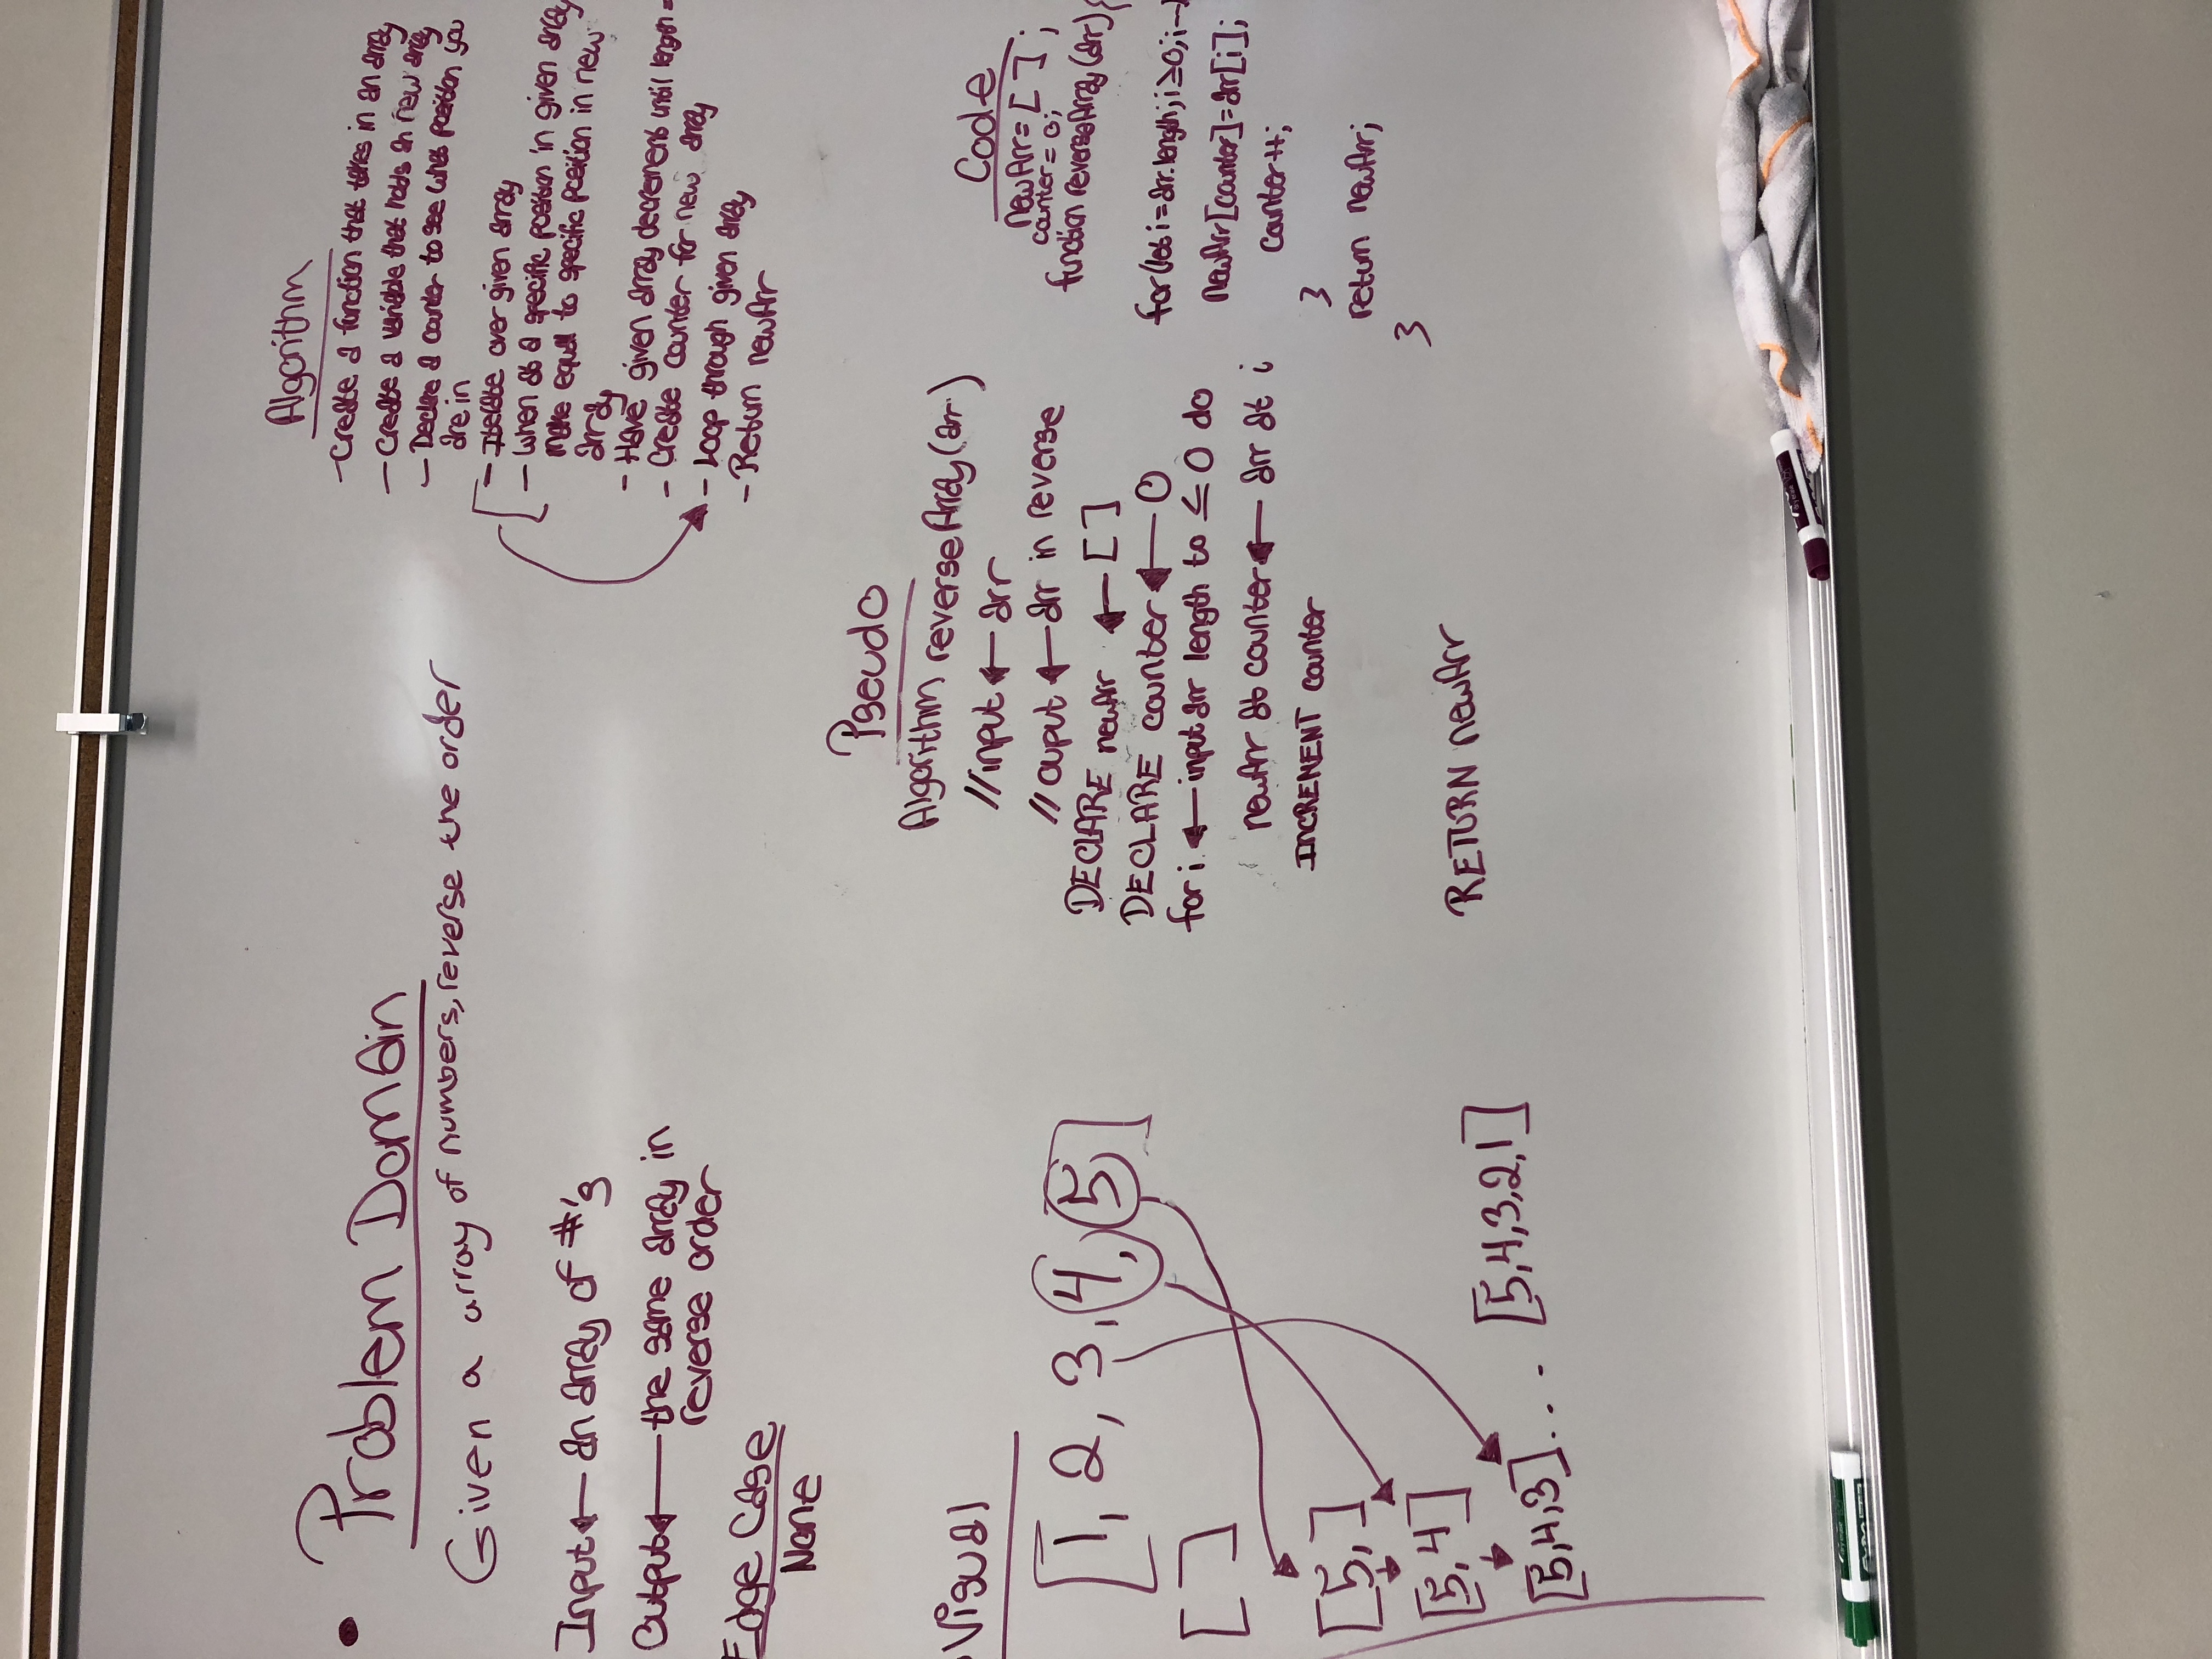 Problem Domain
Given a array of numbers, reverse the order
Input ← an array of #'s
Output ← the same array in
reverse order
Edge Case
None
Visual
[1, 2, 3, 4, 5]
[ ]
[5, ]
[5, 4]
[5,4,3] ... [5,4,3,2,1]
Algorithm
- Create a function that takes in an array
- Create a variable that holds an new array
- Declare a counter to see what position you
are in
- Iterate over given array
- When at a specific position in given array
make equal to specific position in new
array
- Have given array decrement until length =
- Create counter for new array
- Loop through given array
- Return newArr
Pseudo
Algorithm reverseArray(arr)
//input ← arr
// ouput ← arr in reverse
DECLARE newArr ← [ ]
DECLARE counter ← 0
for i ← input arr length to ≤ 0 do
newArr at counter ← arr at i
INCREMENT counter
RETURN newArr
Code
newArr = [ ];
counter = 0;
function reverseArray(arr){
for(let i = arr.length; i ≥ 0; i--)
newArr[counter] = arr[i];
counter++;
}
return newArr;
}